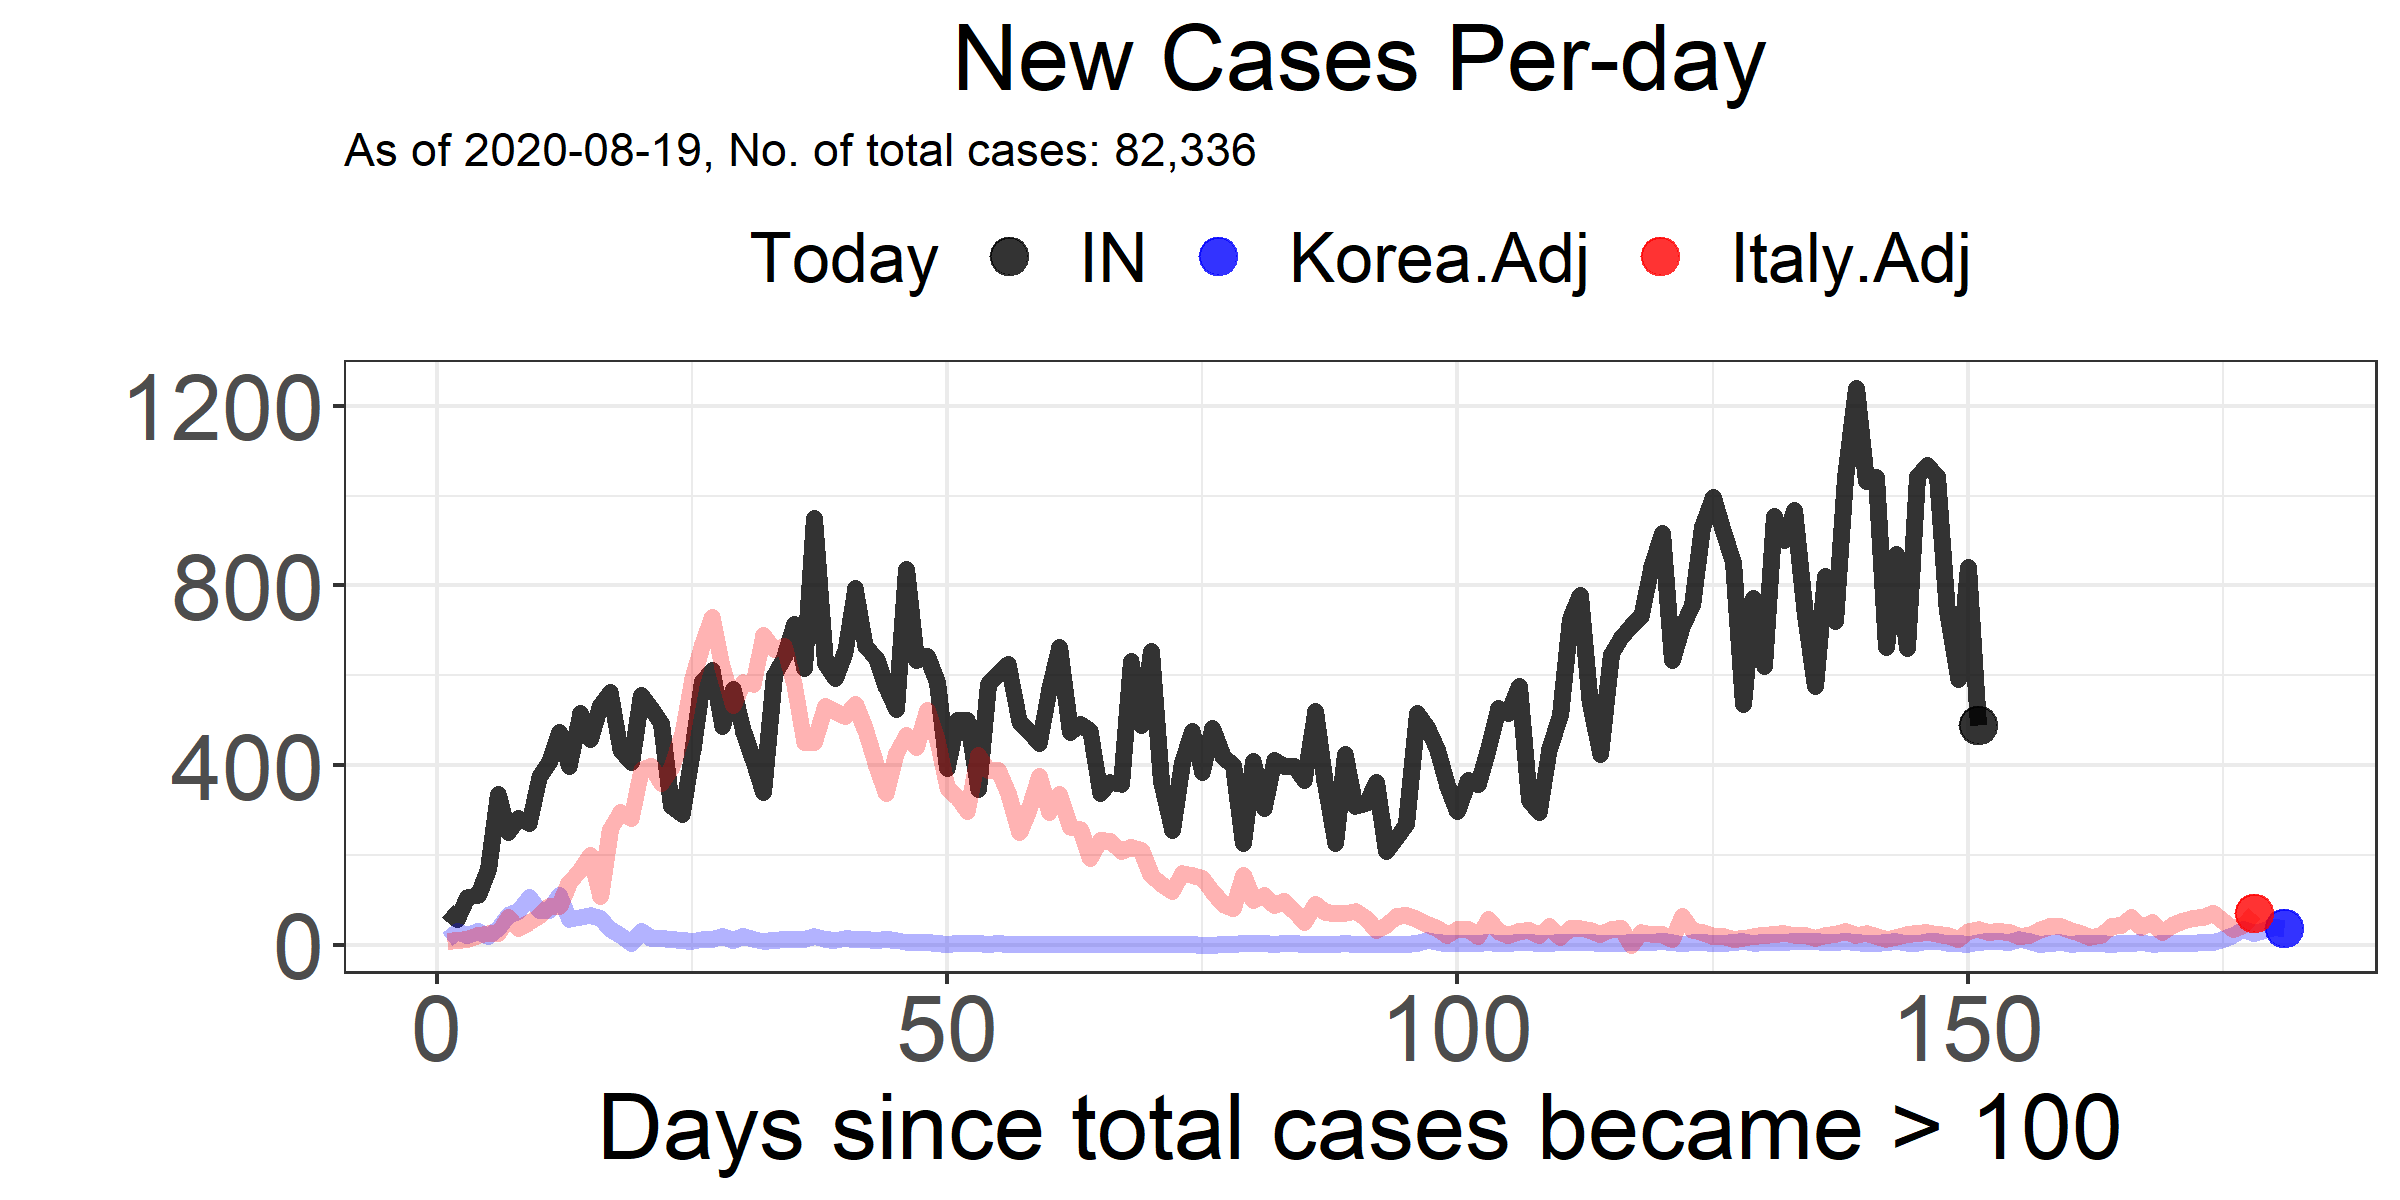 New Cases Per-day
As of 2020-08-19, No. of total cases: 82,336
Today IN Korea.Adj Italy.Adj
1200
800
400
0
0 50 100 150
Days since total cases became > 100